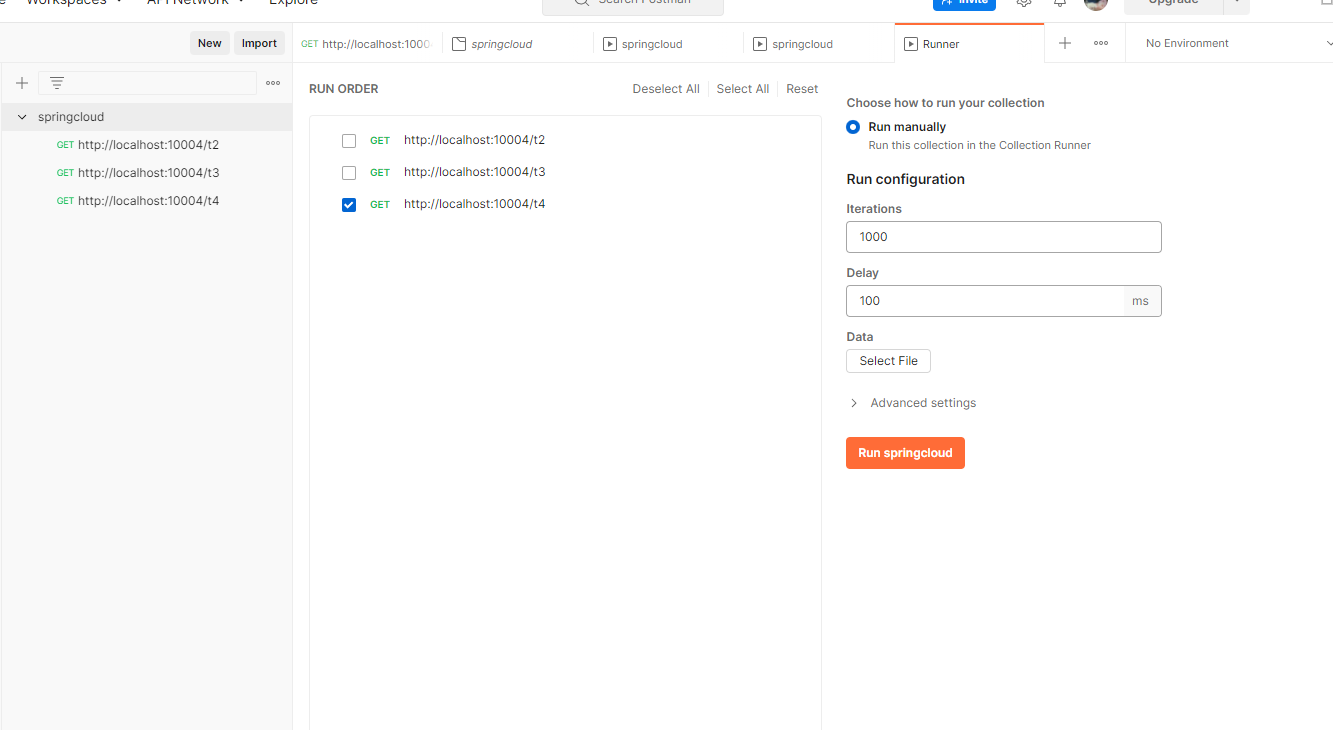 Workspaces
API Network
Explore
Search Postman
Invite
Upgrade
New
Import
GET http://localhost:1000
springcloud
springcloud
springcloud
Runner
No Environment
springcloud
GET http://localhost:10004/t2
GET http://localhost:10004/t3
GET http://localhost:10004/t4
RUN ORDER
Deselect All
Select All
Reset
GET http://localhost:10004/t2
GET http://localhost:10004/t3
GET http://localhost:10004/t4
Choose how to run your collection
Run manually
Run this collection in the Collection Runner
Run configuration
Iterations
1000
Delay
100 ms
Data
Select File
Advanced settings
Run springcloud